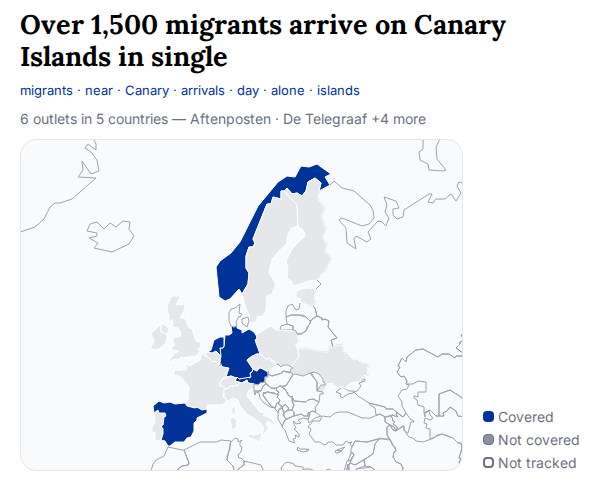 Over 1,500 migrants arrive on Canary
Islands in single
migrants · near · Canary · arrivals · day · alone · islands
6 outlets in 5 countries — Aftenposten · De Telegraaf +4 more
Covered
Not covered
Not tracked